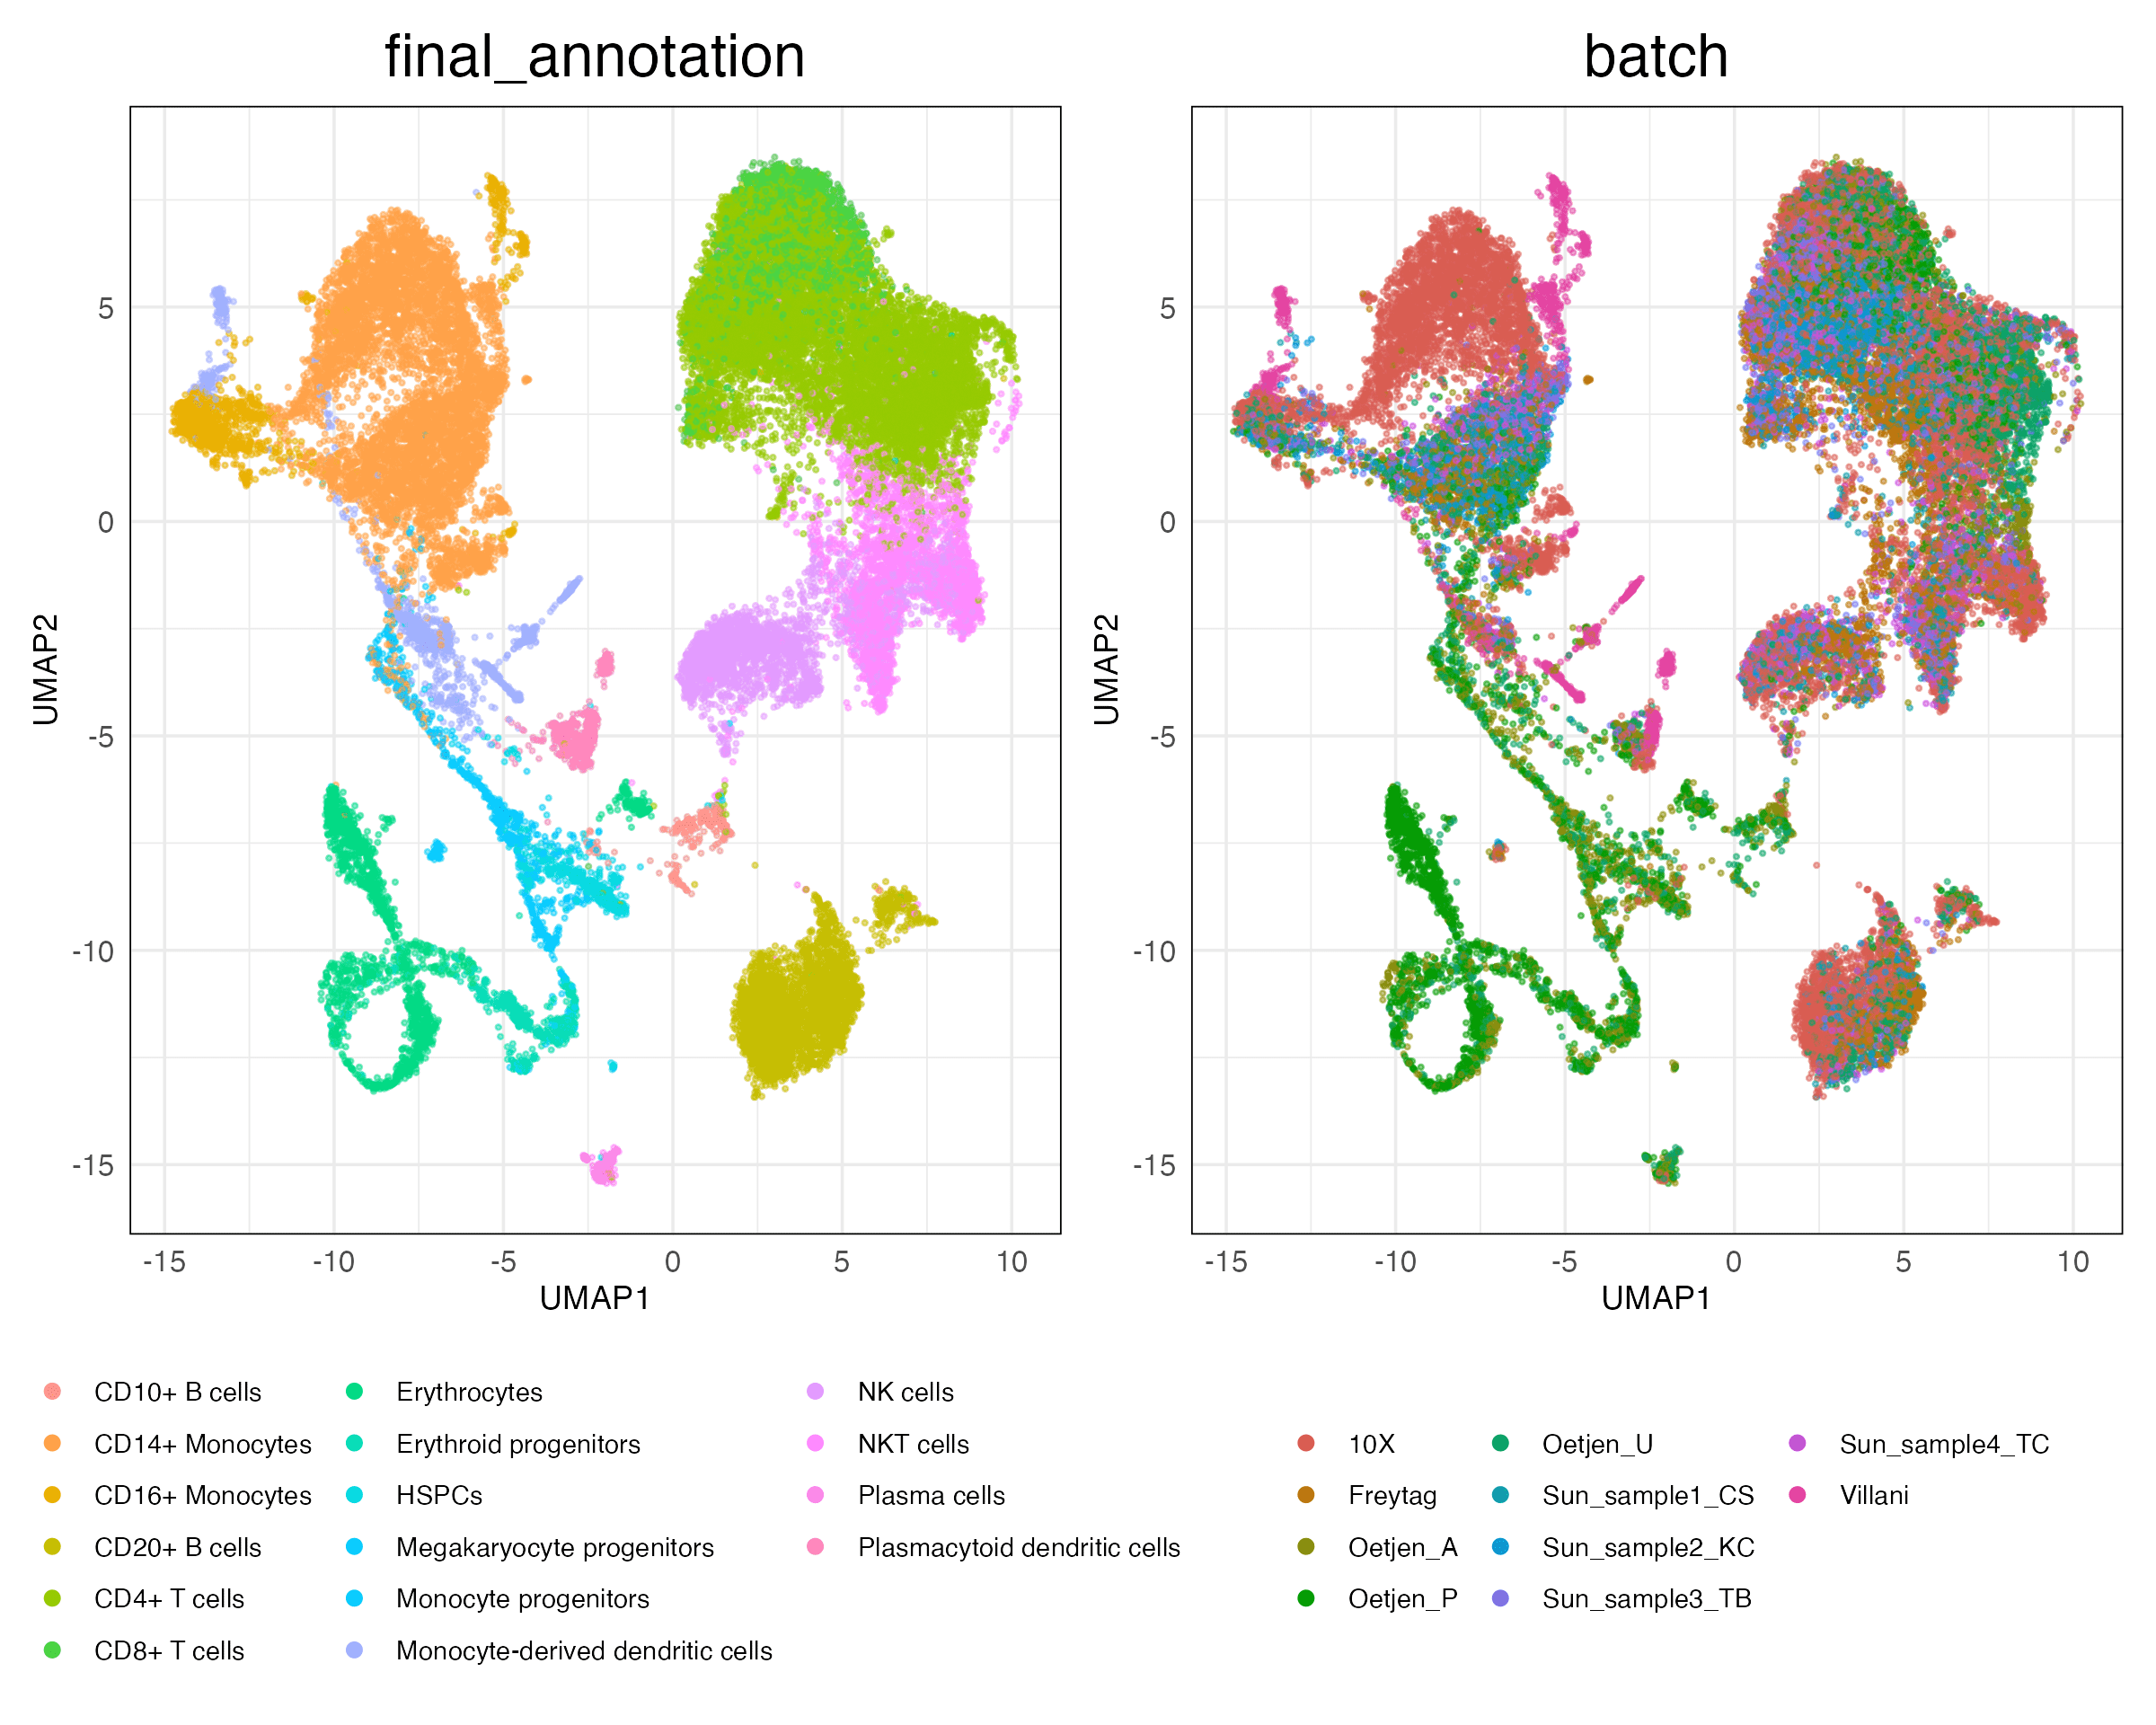 final_annotation
batch
5
0
-5
-10
-15
UMAP2
-15 -10 -5 0 5 10
UMAP1
5
0
-5
-10
-15
UMAP2
-15 -10 -5 0 5 10
UMAP1
CD10+ B cells
CD14+ Monocytes
CD16+ Monocytes
CD20+ B cells
CD4+ T cells
CD8+ T cells
Erythrocytes
Erythroid progenitors
HSPCs
Megakaryocyte progenitors
Monocyte progenitors
Monocyte-derived dendritic cells
NK cells
NKT cells
Plasma cells
Plasmacytoid dendritic cells
10X
Freytag
Oetjen_A
Oetjen_P
Oetjen_U
Sun_sample1_CS
Sun_sample2_KC
Sun_sample3_TB
Sun_sample4_TC
Villani